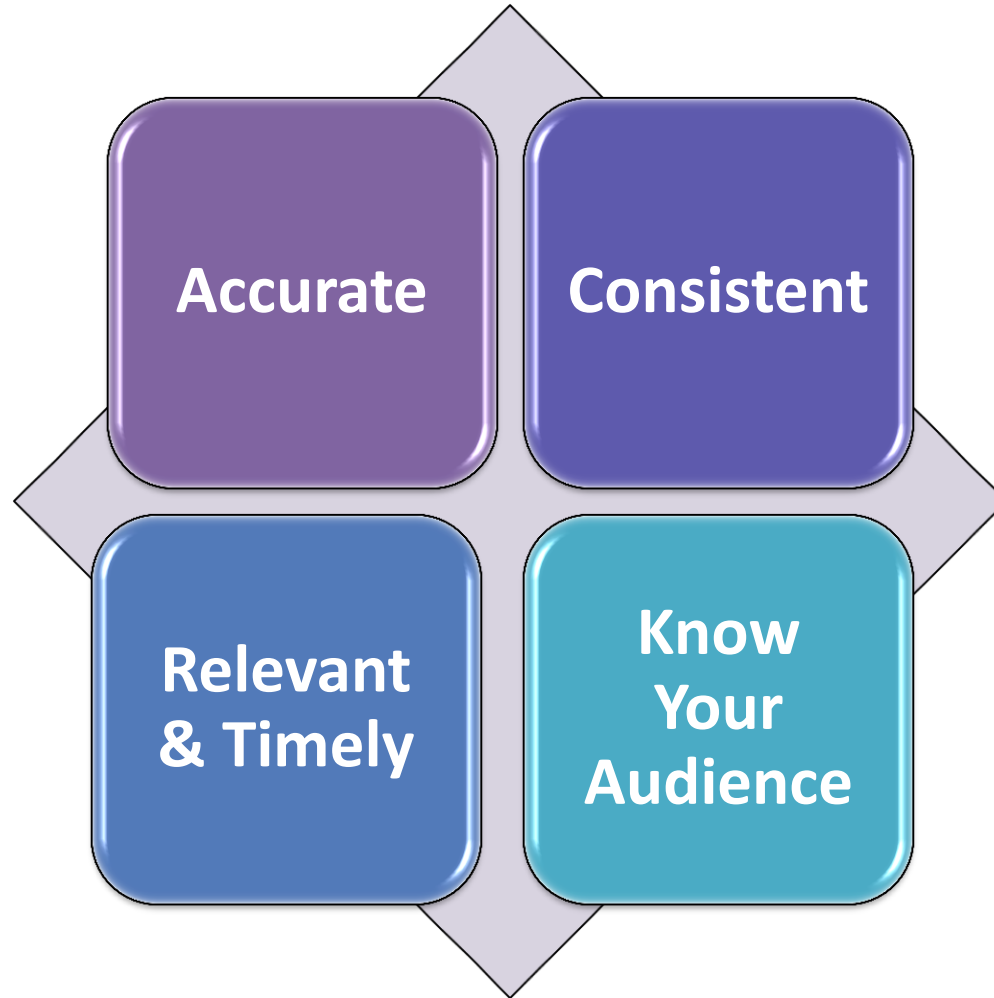 Accurate
Consistent
Relevant
& Timely
Know
Your
Audience